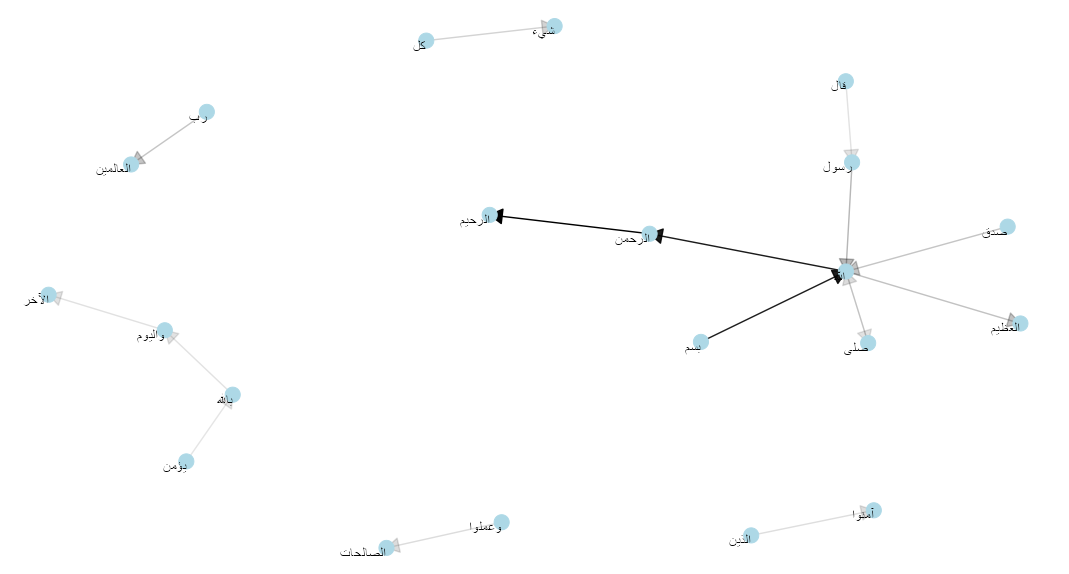 شيء
كل
قال
رب
رسول
العالمين
الرحيم
صدق
الرحمن
الله
الآخر
العظيم
واليوم
بسم
صلى
بالله
يؤمن
آمنوا
وعملوا
الذين
الصالحات